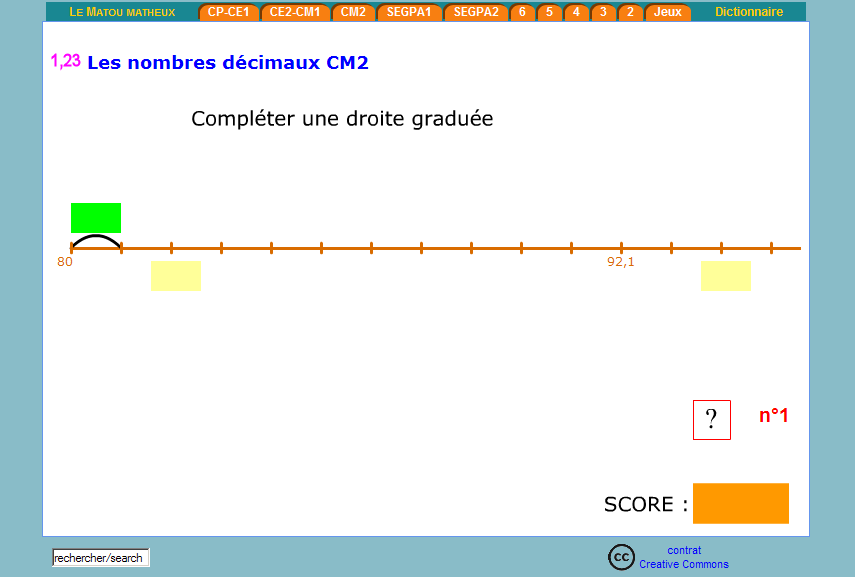 LE MATOU MATHEUX CP-CE1 CE2-CM1 CM2 SEGPA1 SEGPA2 6 5 4 3 2 Jeux Dictionnaire
1,23 Les nombres décimaux CM2
Compléter une droite graduée
80 92,1
? n°1
SCORE :
rechercher/search
cc contrat
Creative Commons